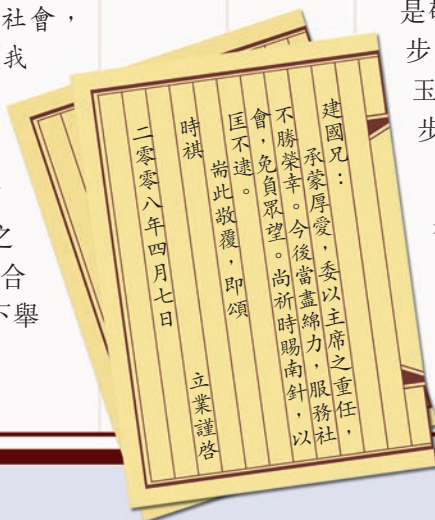 社會，
我
之
合
下舉
建國兄：
承蒙厚愛，委以主席之重任，
不勝榮幸。今後當盡綿力，服務社
會，免負眾望。尚祈時賜南針，以
匡不逮。
耑此敬覆，即頌
時祺
立業謹啓
二零零八年四月七日
是
步
玉
步